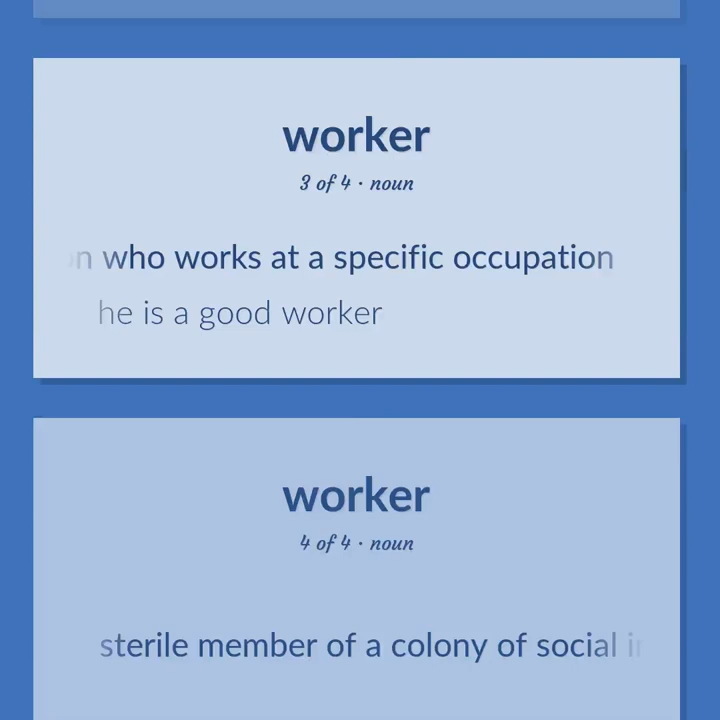 worker
3 of 4 · noun
who works at a specific occupation
he is a good worker
worker
4 of 4 · noun
sterile member of a colony of social